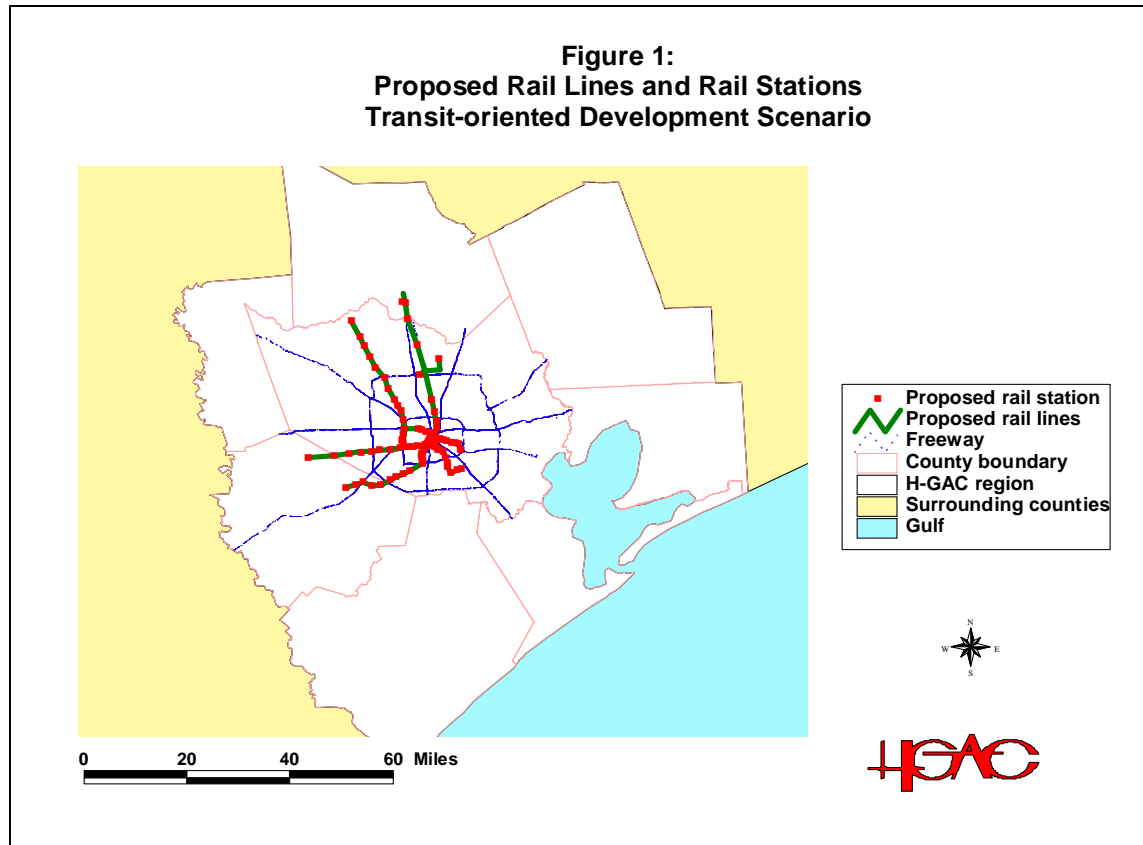 Figure 1:
Proposed Rail Lines and Rail Stations
Transit-oriented Development Scenario
Proposed rail station
Proposed rail lines
Freeway
County boundary
H-GAC region
Surrounding counties
Gulf
N
W E
S
0 20 40 60 Miles
HGAC